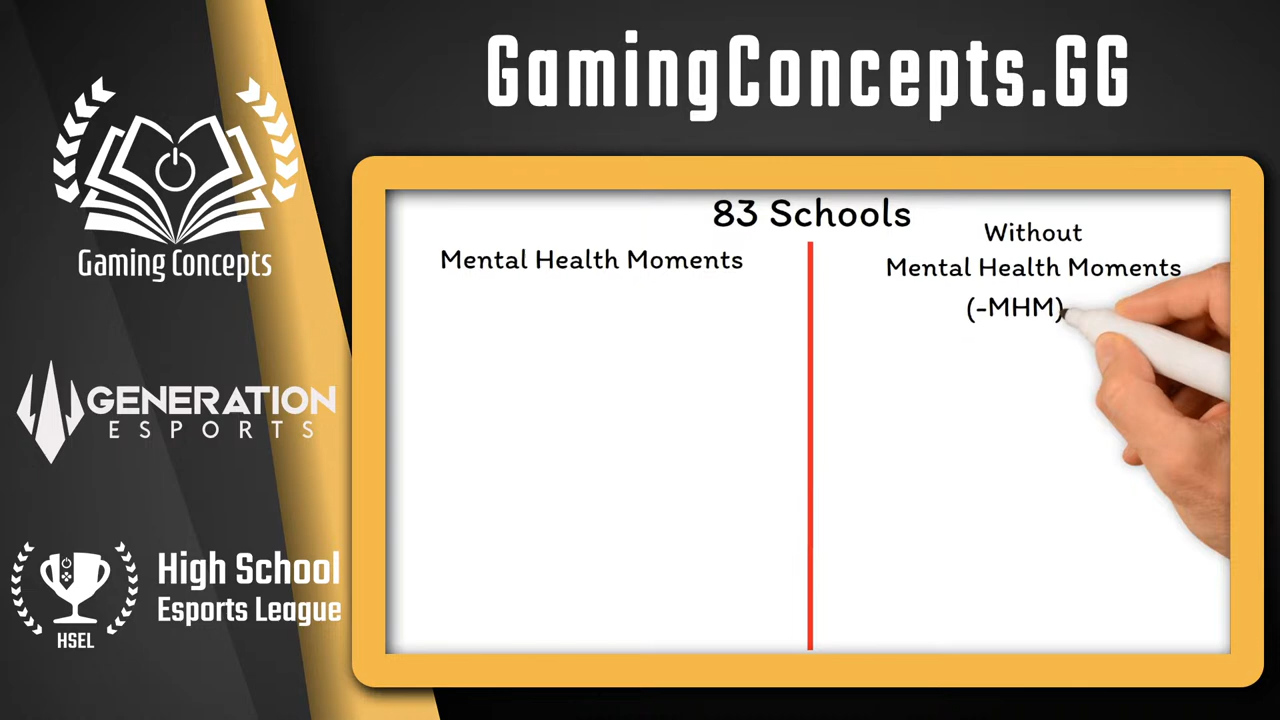 GamingConcepts.GG
Gaming Concepts
GENERATION
ESPORTS
High School
Esports League
HSEL
83 Schools
Mental Health Moments
Without
Mental Health Moments
(-MHM)